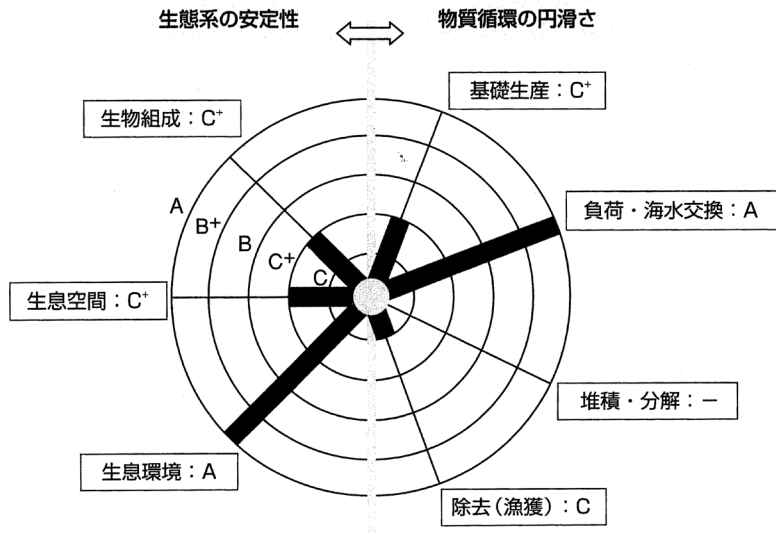 生態系の安定性
物質循環の円滑さ
基礎生産：C⁺
生物組成：C⁺
A
B⁺
B
C⁺
C
負荷・海水交換：A
生息空間：C⁺
堆積・分解：－
生息環境：A
除去（漁獲）：C